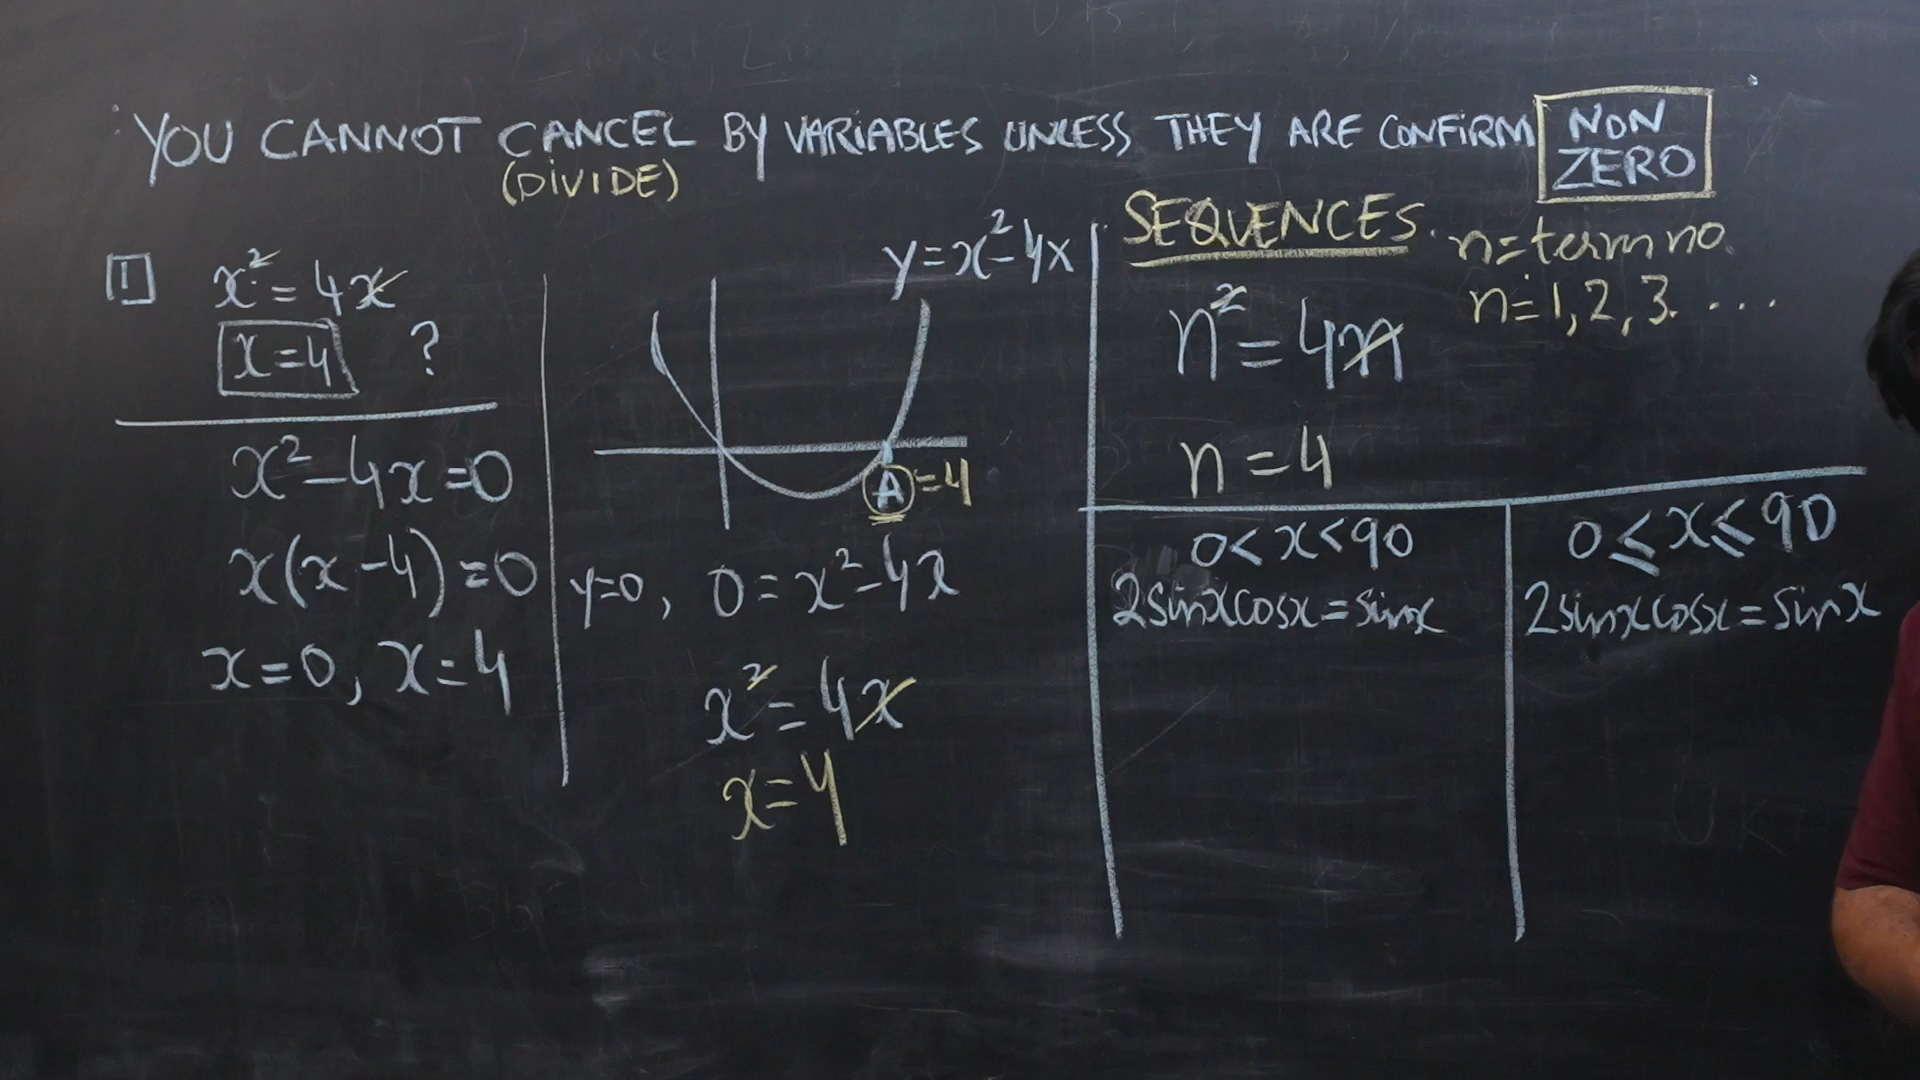 YOU CANNOT CANCEL BY VARIABLES UNLESS THEY ARE CONFIRM NON ZERO
(DIVIDE)
1
x² = 4x
x=4 ?
x²-4x=0
x(x-4)=0
x=0, x=4
y=x²-4x
A=4
y=0, 0=x²-4x
x²=4x
x=4
SEQUENCES.
n=term no.
n=1,2,3....
n²=4n
n=4
0<x<90
2sinxcosx=sinx
0≤x≤90
2sinxcosx=sinx